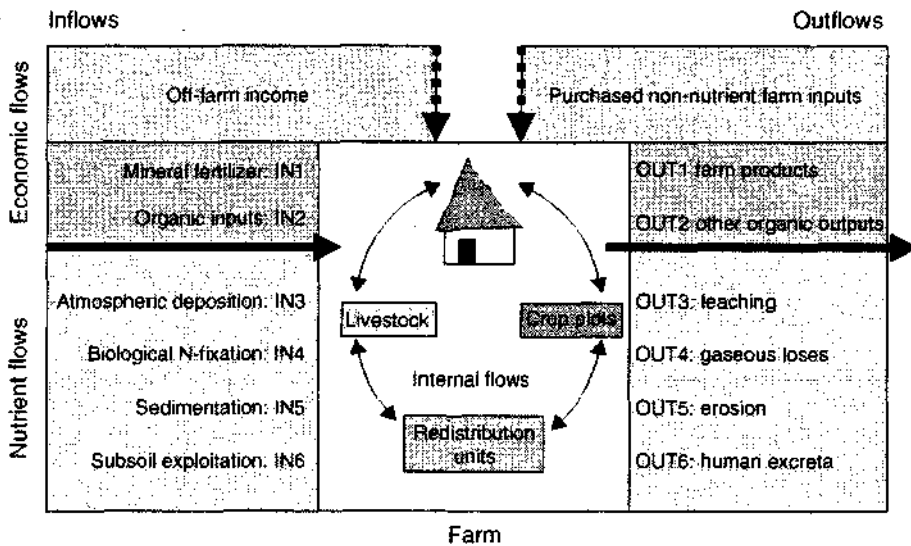 Inflows
Outflows
Economic flows
Off-farm income
Purchased non-nutrient farm inputs
Mineral fertilizer: IN1
Organic inputs: IN2
OUT1 farm products
OUT2 other organic outputs
Nutrient flows
Atmospheric deposition: IN3
Biological N-fixation: IN4
Sedimentation: IN5
Subsoil exploitation: IN6
Livestock
Crop plots
Internal flows
Redistribution
units
OUT3: leaching
OUT4: gaseous loses
OUT5: erosion
OUT6: human excreta
Farm